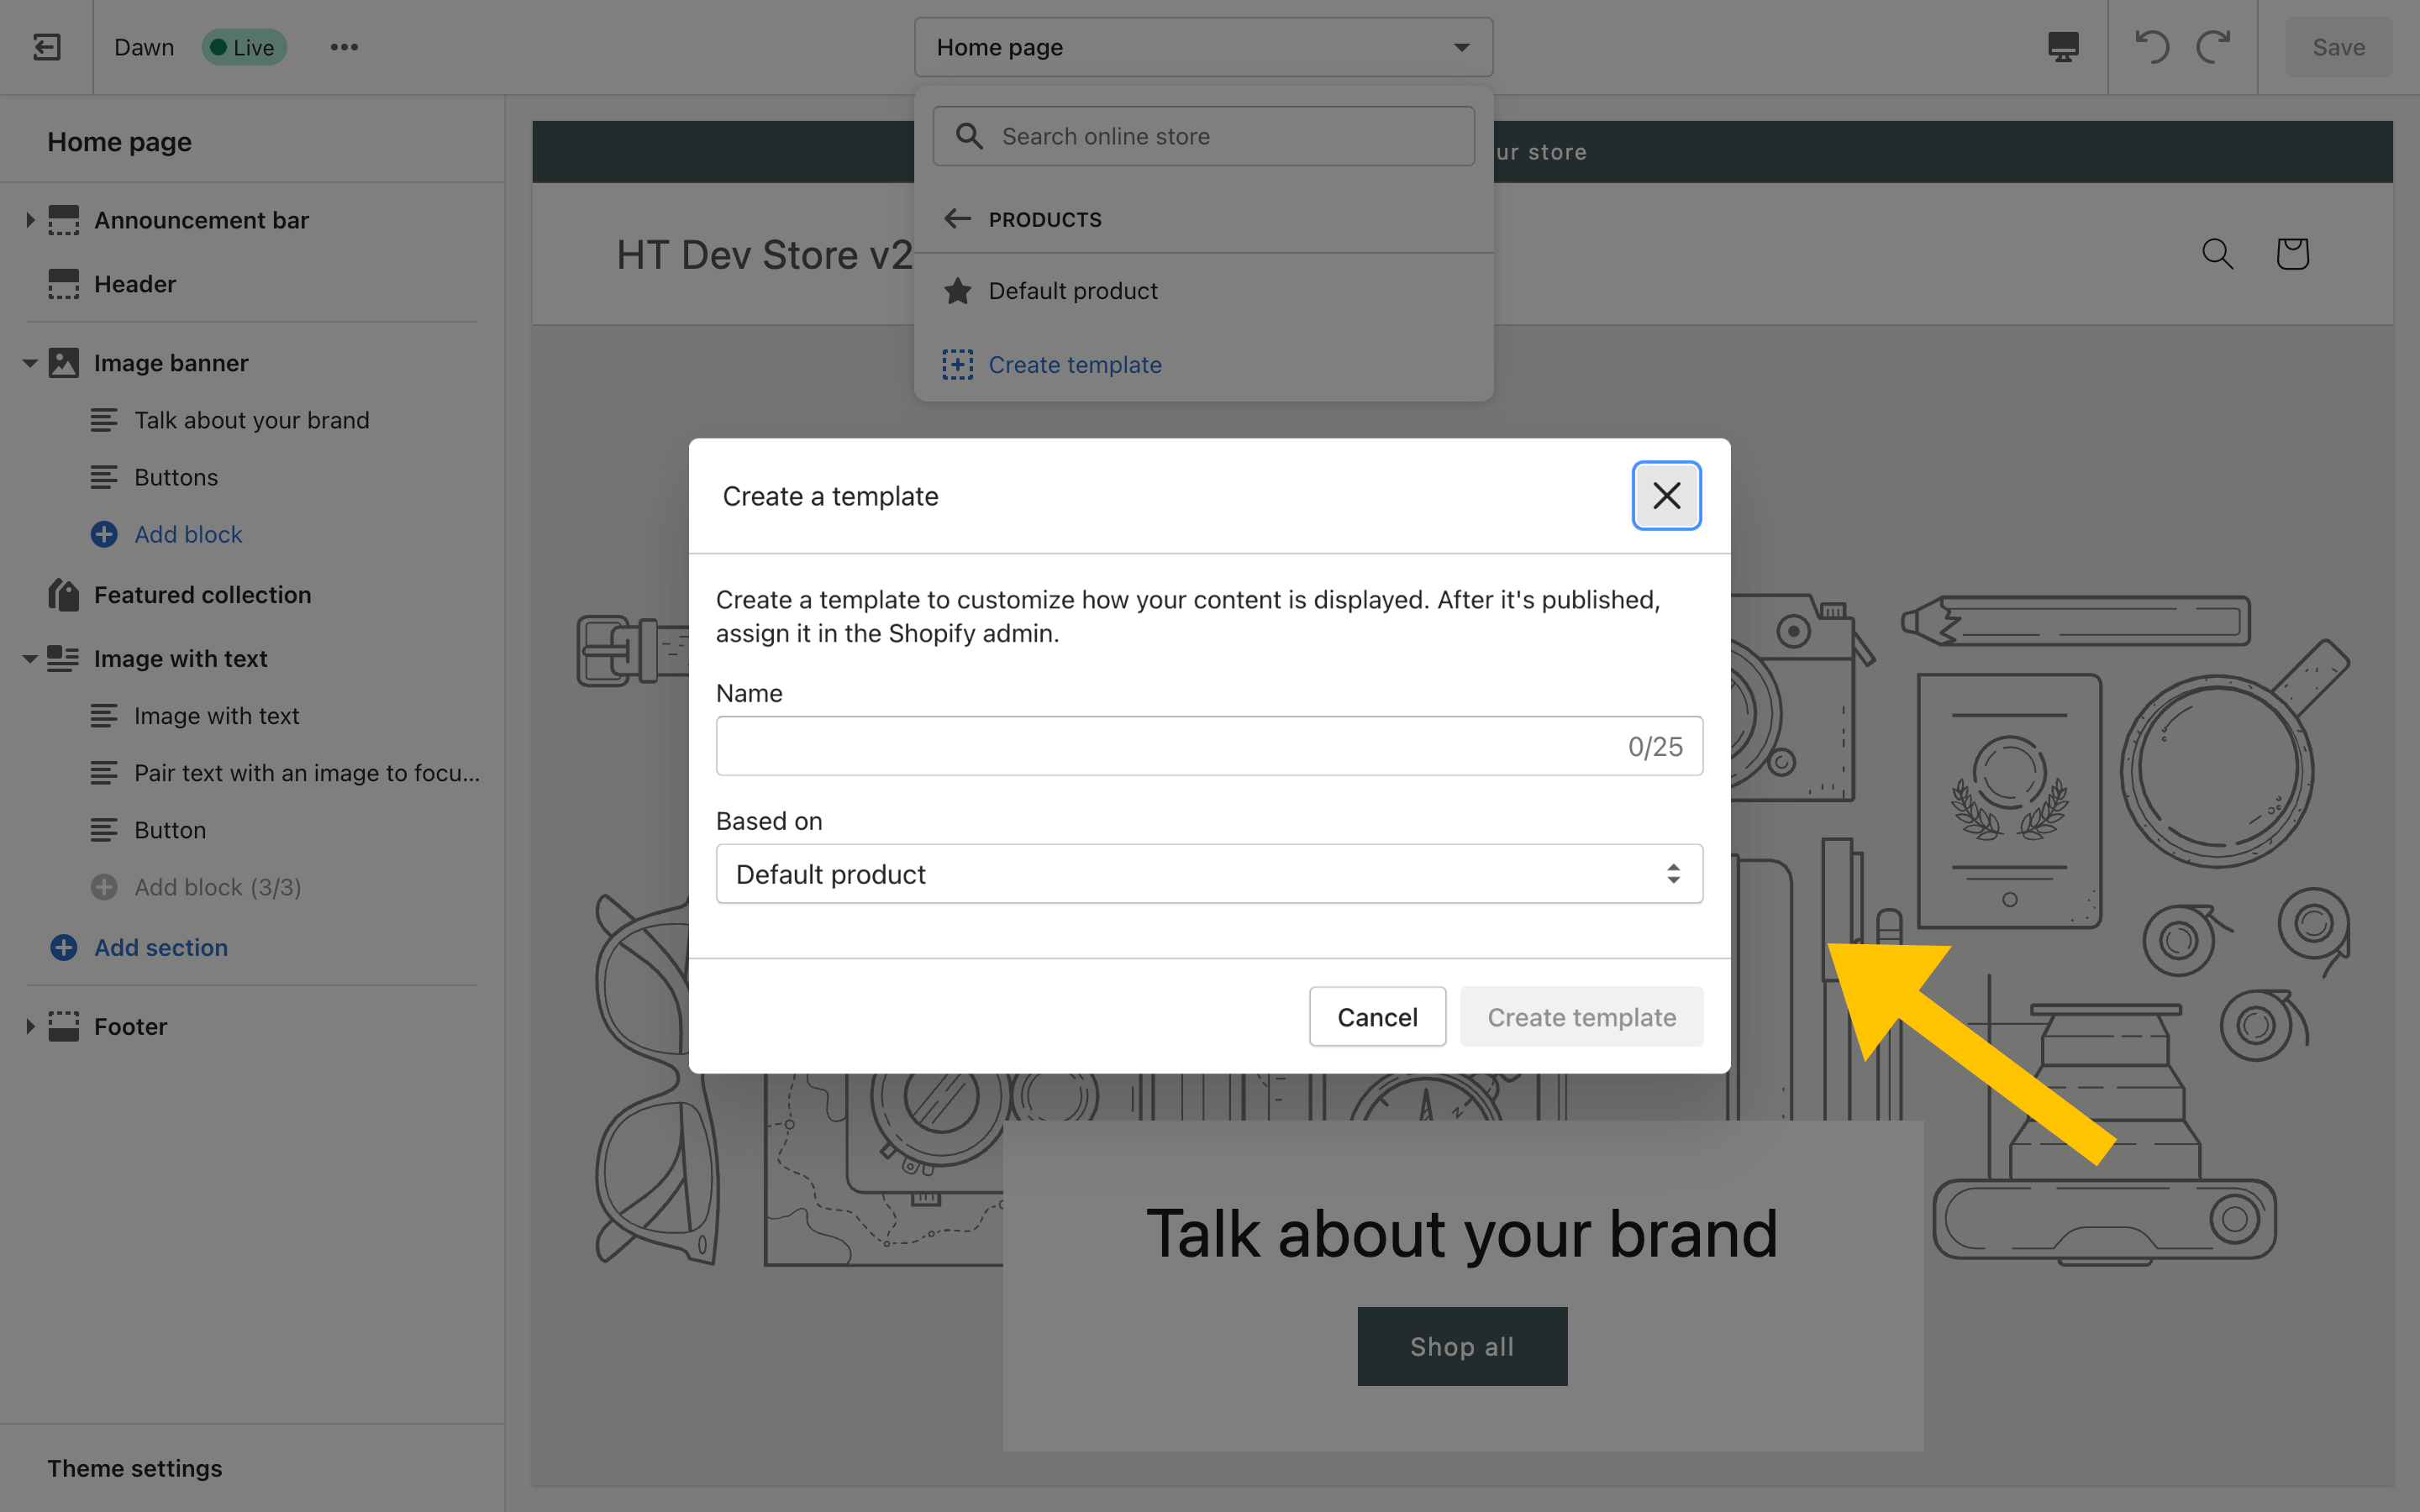 Dawn
Live
Home page
Save
Home page
Announcement bar
Header
Image banner
Talk about your brand
Buttons
Add block
Featured collection
Image with text
Image with text
Pair text with an image to focu...
Button
Add block (3/3)
Add section
Footer
Theme settings
Search online store
PRODUCTS
Default product
Create template
ur store
HT Dev Store v2
Create a template
Create a template to customize how your content is displayed. After it's published,
assign it in the Shopify admin.
Name
0/25
Based on
Default product
Cancel
Create template
Talk about your brand
Shop all